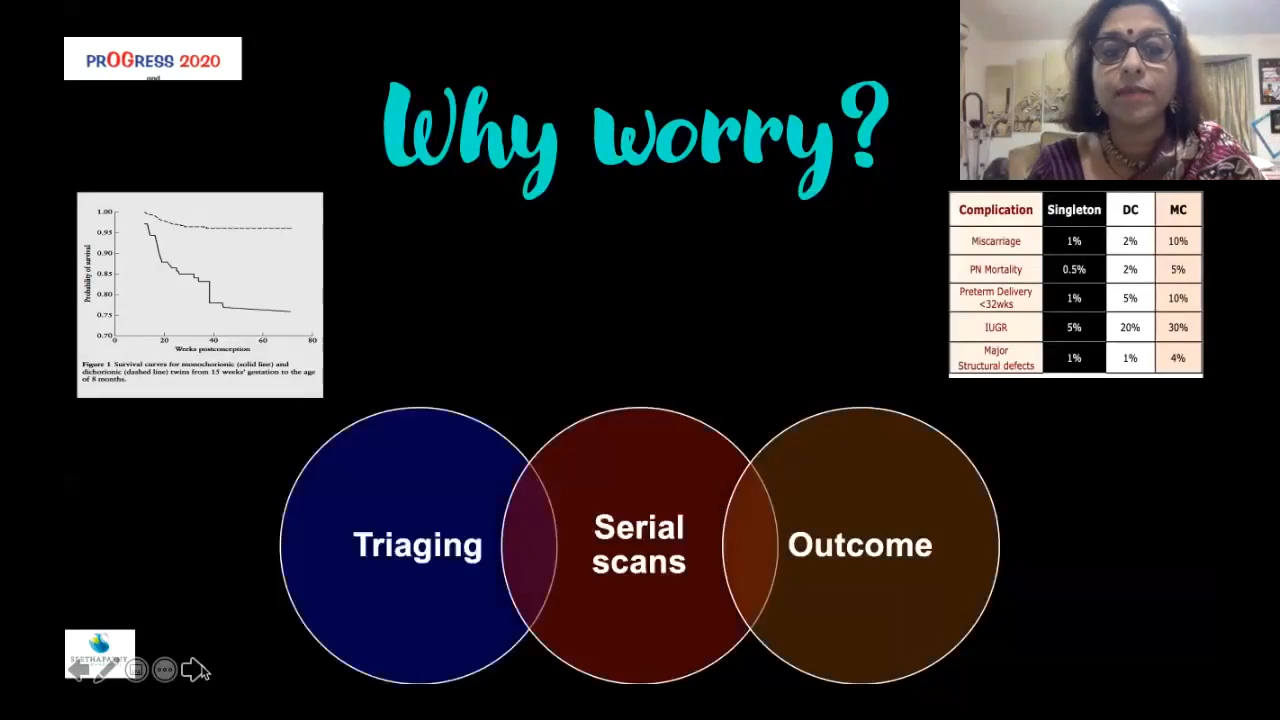 PROGRESS 2020
and
Why worry?
1.00
0.95
0.90
0.85
0.80
0.75
0.70
Probability of survival
0
20
40
60
80
Weeks postconception
Figure 1 Survival curves for monochorionic (solid line) and
dichorionic (dashed line) twins from 15 weeks' gestation to the age
of 8 months.
Complication Singleton DC MC
Miscarriage 1% 2% 10%
PN Mortality 0.5% 2% 5%
Preterm Delivery
<32wks 1% 5% 10%
IUGR 5% 20% 30%
Major
Structural defects 1% 1% 4%
Triaging
Serial
scans
Outcome